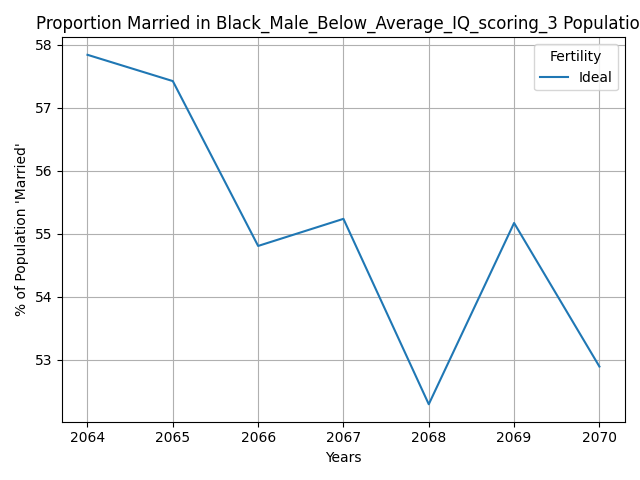 Proportion Married in Black_Male_Below_Average_IQ_scoring_3 Populatio
58
57
56
55
54
53
% of Population 'Married'
Fertility
Ideal
2064 2065 2066 2067 2068 2069 2070
Years